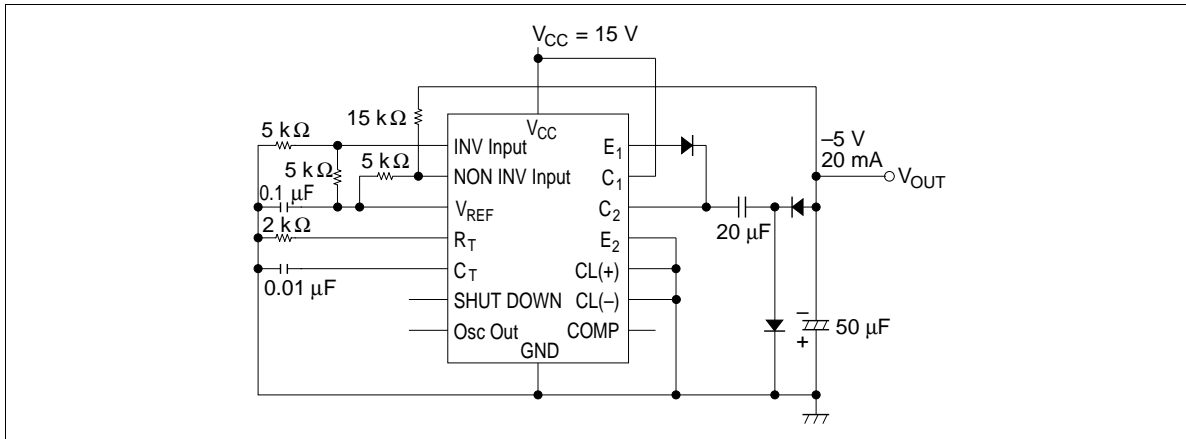 V_CC = 15 V
15 kΩ
5 kΩ
5 kΩ
5 kΩ
0.1 μF
2 kΩ
0.01 μF
V_CC
INV Input
NON INV Input
V_REF
R_T
C_T
SHUT DOWN
Osc Out
GND
E_1
C_1
C_2
E_2
CL(+)
CL(–)
COMP
20 μF
–5 V
20 mA
V_OUT
–
+
50 μF